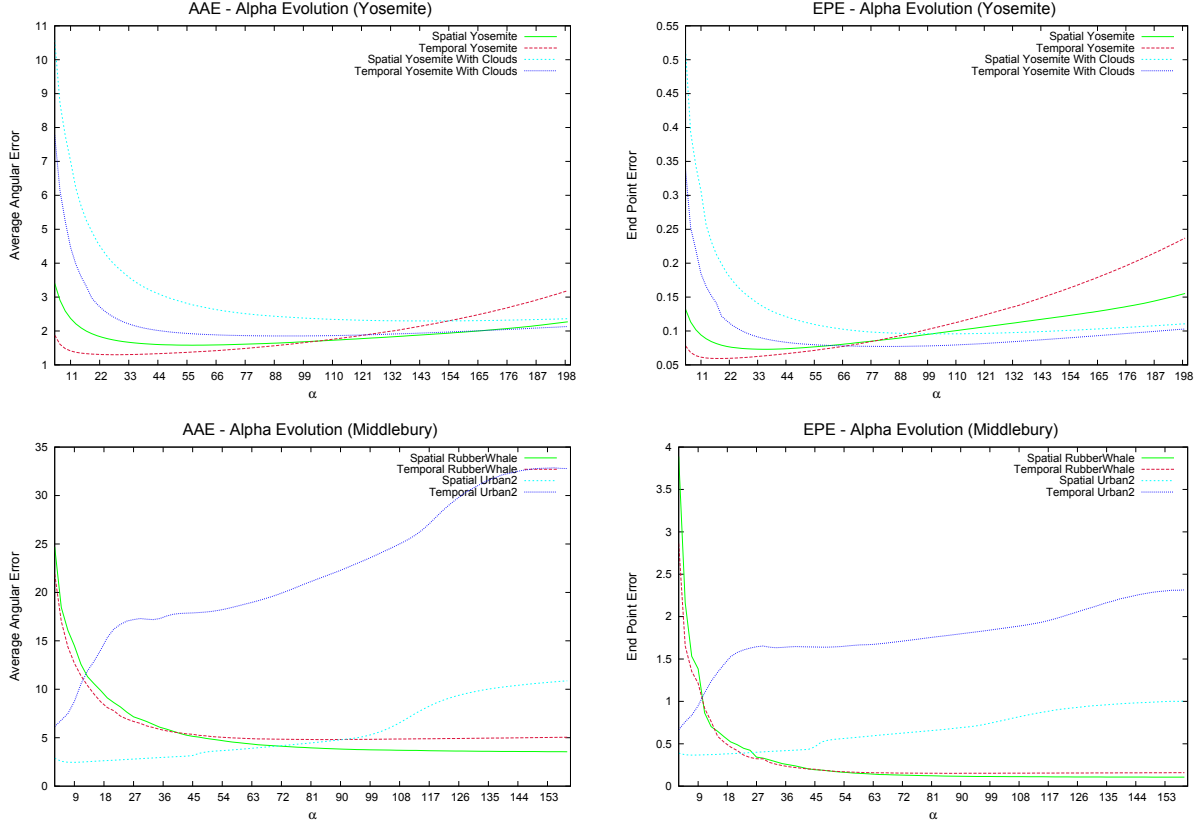 AAE - Alpha Evolution (Yosemite)
11
10
9
8
7
6
5
4
3
2
1
Average Angular Error
Spatial Yosemite
Temporal Yosemite
Spatial Yosemite With Clouds
Temporal Yosemite With Clouds
11 22 33 44 55 66 77 88 99 110 121 132 143 154 165 176 187 198
α
EPE - Alpha Evolution (Yosemite)
0.55
0.5
0.45
0.4
0.35
0.3
0.25
0.2
0.15
0.1
0.05
End Point Error
Spatial Yosemite
Temporal Yosemite
Spatial Yosemite With Clouds
Temporal Yosemite With Clouds
11 22 33 44 55 66 77 88 99 110 121 132 143 154 165 176 187 198
α
AAE - Alpha Evolution (Middlebury)
35
30
25
20
15
10
5
0
Average Angular Error
Spatial RubberWhale
Temporal RubberWhale
Spatial Urban2
Temporal Urban2
9 18 27 36 45 54 63 72 81 90 99 108 117 126 135 144 153
α
EPE - Alpha Evolution (Middlebury)
4
3.5
3
2.5
2
1.5
1
0.5
0
End Point Error
Spatial RubberWhale
Temporal RubberWhale
Spatial Urban2
Temporal Urban2
9 18 27 36 45 54 63 72 81 90 99 108 117 126 135 144 153
α